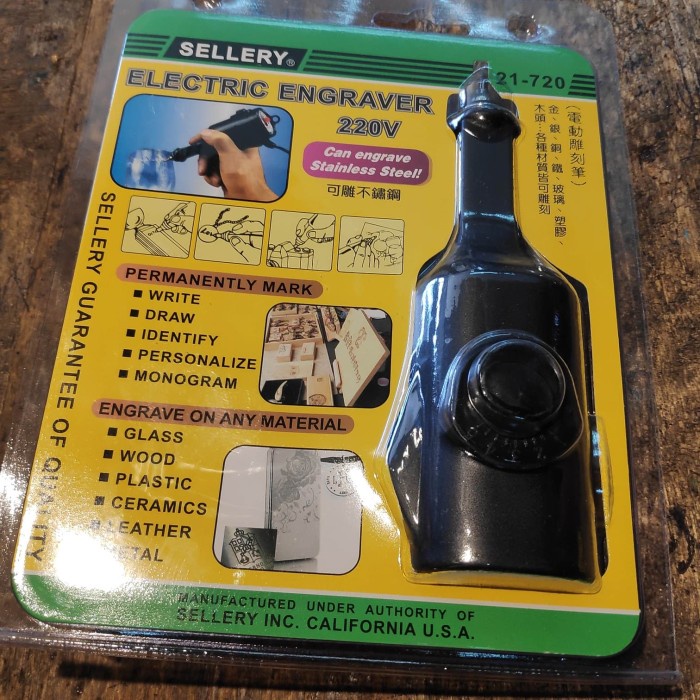 SELLERY®
21-720
ELECTRIC ENGRAVER
220V
Can engrave
Stainless Steel!
可雕不鏽鋼
(電動雕刻筆)
金、銀、銅、鐵、玻璃、塑膠、
木頭...各種材質皆可雕刻
SELLERY GUARANTEE OF QUALITY
PERMANENTLY MARK
■ WRITE
■ DRAW
■ IDENTIFY
■ PERSONALIZE
■ MONOGRAM
ENGRAVE ON ANY MATERIAL
■ GLASS
■ WOOD
■ PLASTIC
■ CERAMICS
■ LEATHER
METAL
MANUFACTURED UNDER AUTHORITY OF
SELLERY INC. CALIFORNIA U.S.A.